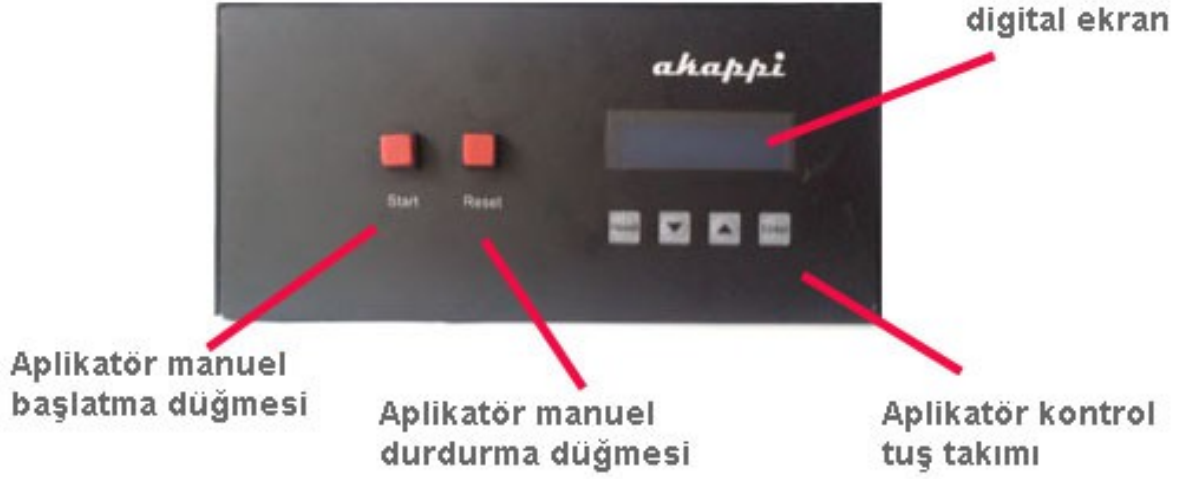 digital ekran
akappi
Start
Reset
Aplikatör manuel
başlatma düğmesi
Aplikatör manuel
durdurma düğmesi
Aplikatör kontrol
tuş takımı